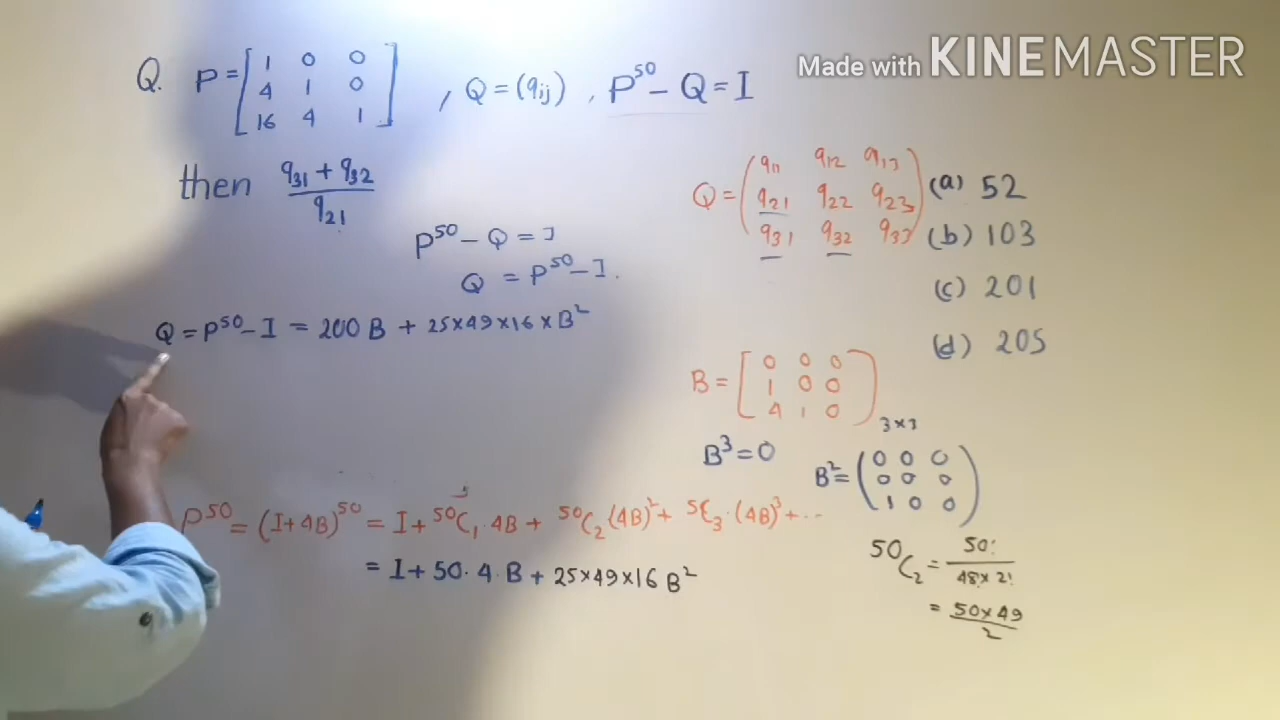 Made with KINEMASTER
Q. P = [1 0 0
4 1 0
16 4 1] , Q = (qij) , P^50 - Q = I
then (q31 + q32) / q21
Q = (q11 q12 q13
q21 q22 q23
q31 q32 q33)
(a) 52
(b) 103
(c) 201
(d) 205
P^50 - Q = I
Q = P^50 - I.
Q = P^50 - I = 200 B + 25×49×16×B^2
B = [0 0 0
1 0 0
4 1 0] 3×3
B^3 = 0
B^2 = (0 0 0
0 0 0
1 0 0)
P^50 = (I+4B)^50 = I + 50C1 . 4B + 50C2 (4B)^2 + 50C3 . (4B)^3 + ...
= I + 50 . 4 . B + 25×49×16 B^2
50C2 = 50! / 48 × 2!
= 50×49 / 2